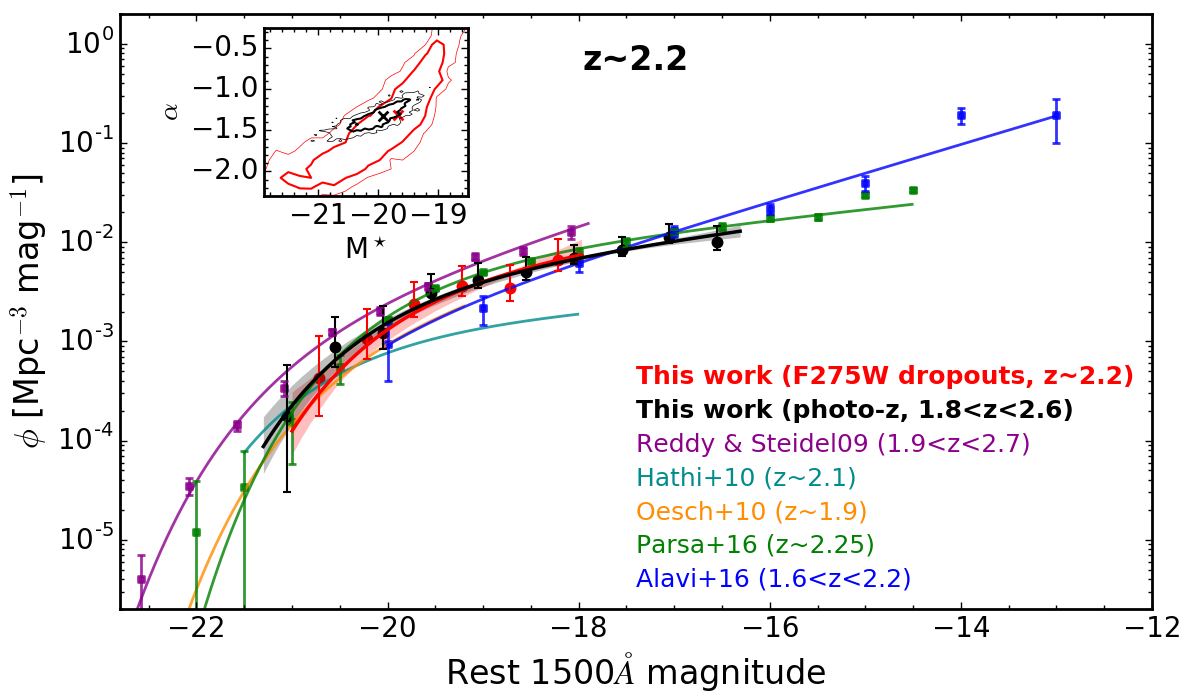 z~2.2
10^0
10^-1
10^-2
10^-3
10^-4
10^-5
ϕ [Mpc^-3 mag^-1]
−0.5
−1.0
−1.5
−2.0
α
−21 −20 −19
M*
This work (F275W dropouts, z~2.2)
This work (photo-z, 1.8<z<2.6)
Reddy & Steidel09 (1.9<z<2.7)
Hathi+10 (z~2.1)
Oesch+10 (z~1.9)
Parsa+16 (z~2.25)
Alavi+16 (1.6<z<2.2)
−22 −20 −18 −16 −14 −12
Rest 1500Å magnitude